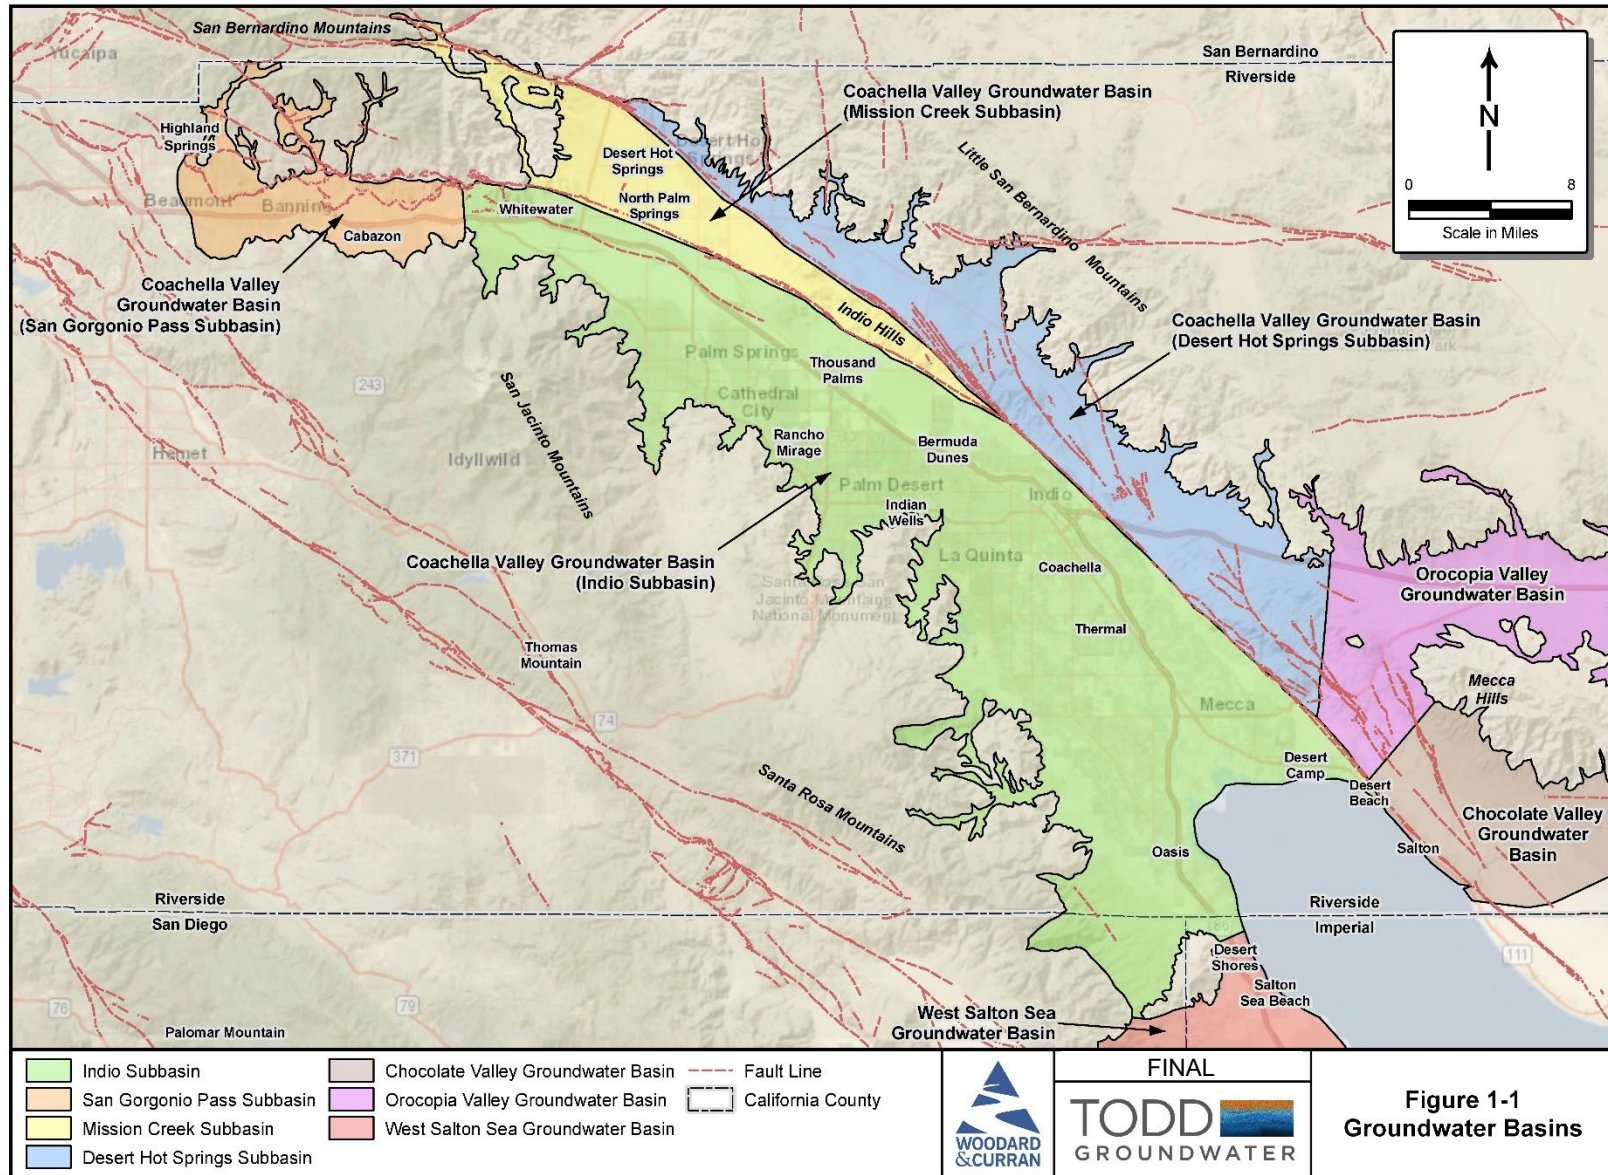 San Bernardino Mountains
Yucaipa
San Bernardino
Riverside
N
0
8
Scale in Miles
Coachella Valley Groundwater Basin
(Mission Creek Subbasin)
Highland
Springs
Desert Hot
Springs
Desert Hot
Springs
Little San Bernardino
Mountains
Beaumont
Banning
Whitewater
North Palm
Springs
Cabazon
Coachella Valley
Groundwater Basin
(San Gorgonio Pass Subbasin)
Indio Hills
Coachella Valley Groundwater Basin
(Desert Hot Springs Subbasin)
Palm Springs
Thousand
Palms
243
San Jacinto Mountains
Cathedral
City
Rancho
Mirage
Bermuda
Dunes
Hemet
Idyllwild
Palm Desert
Indio
Indian
Wells
Coachella Valley Groundwater Basin
(Indio Subbasin)
La Quinta
Coachella
Orocopia Valley
Groundwater Basin
Santa Rosa and San
Jacinto Mountains
National Monument
Thermal
Thomas
Mountain
Mecca
Hills
Mecca
74
371
Desert
Camp
Desert
Beach
Santa Rosa Mountains
Chocolate Valley
Groundwater
Basin
Oasis
Salton
Riverside
San Diego
Riverside
Imperial
86
111
Desert
Shores
Salton
Sea Beach
West Salton Sea
Groundwater Basin
76
79
Palomar Mountain
Indio Subbasin
San Gorgonio Pass Subbasin
Mission Creek Subbasin
Desert Hot Springs Subbasin
Chocolate Valley Groundwater Basin
Orocopia Valley Groundwater Basin
West Salton Sea Groundwater Basin
Fault Line
California County
WOODARD
&CURRAN
FINAL
TODD
GROUNDWATER
Figure 1-1
Groundwater Basins